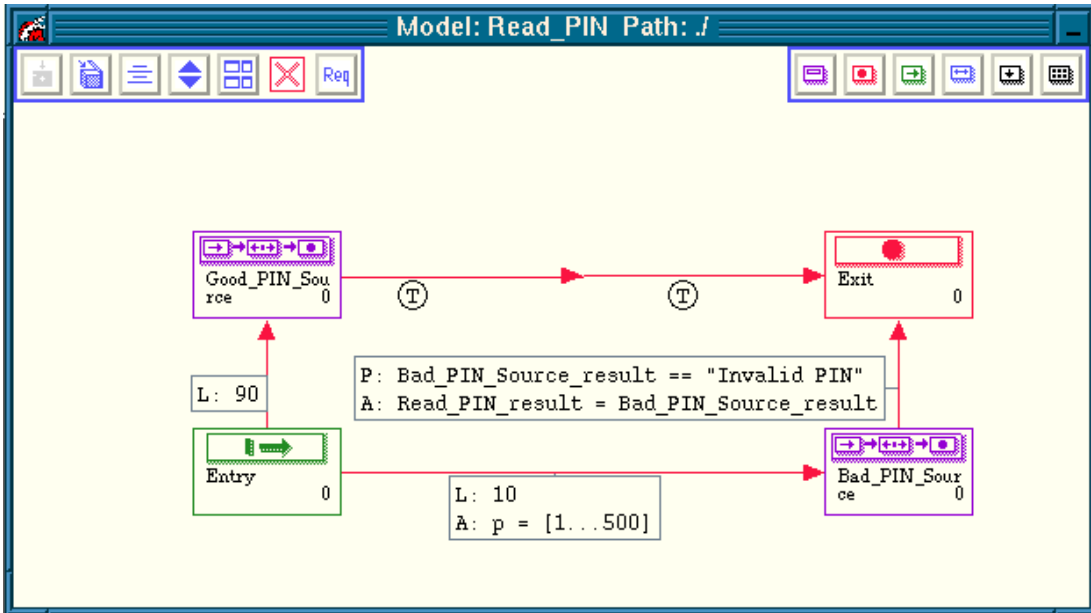 Model: Read_PIN Path: ./
Req
Good_PIN_Sou
rce 0
Exit
0
T
T
P: Bad_PIN_Source_result == "Invalid PIN"
A: Read_PIN_result = Bad_PIN_Source_result
L: 90
Entry
0
L: 10
A: p = [1...500]
Bad_PIN_Sour
ce 0